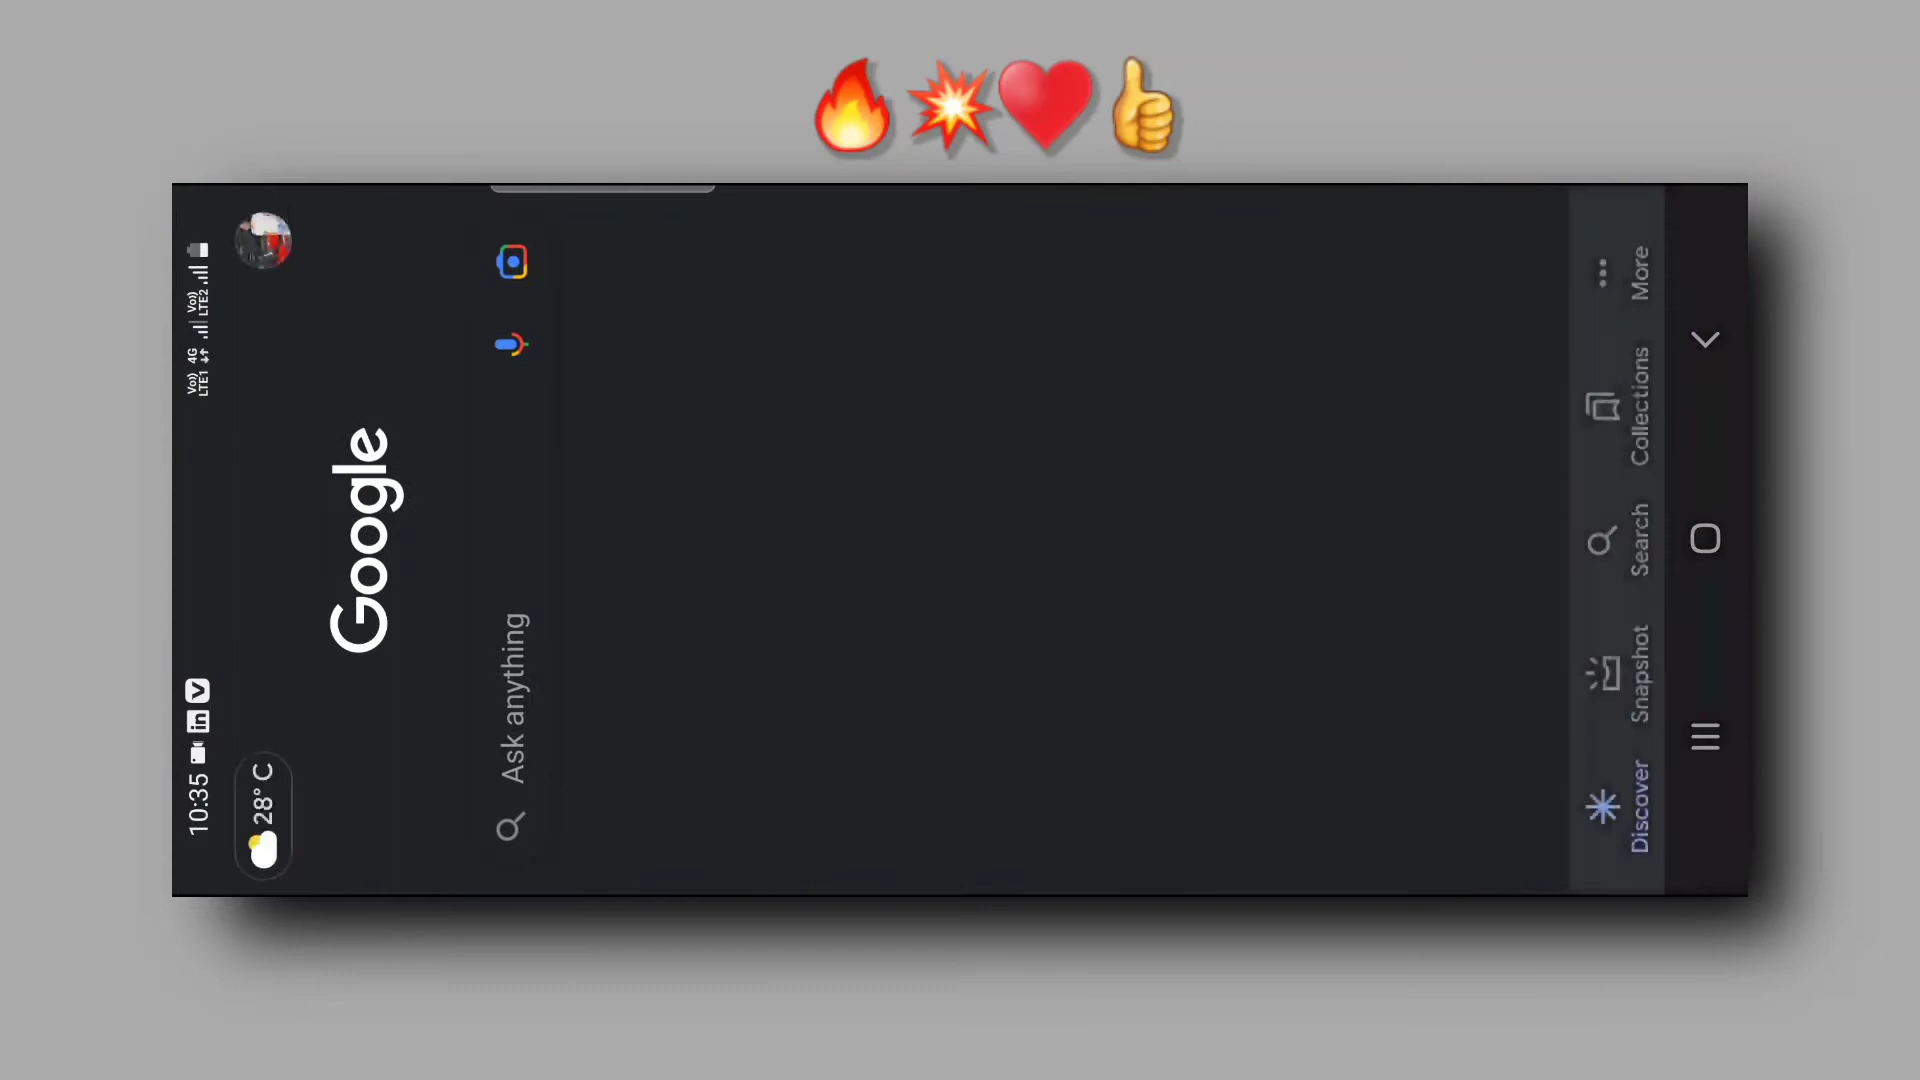 10:35
Vo)) 4G Vo))
LTE1 LTE2
28° C
Google
Ask anything
Discover
Snapshot
Search
Collections
More